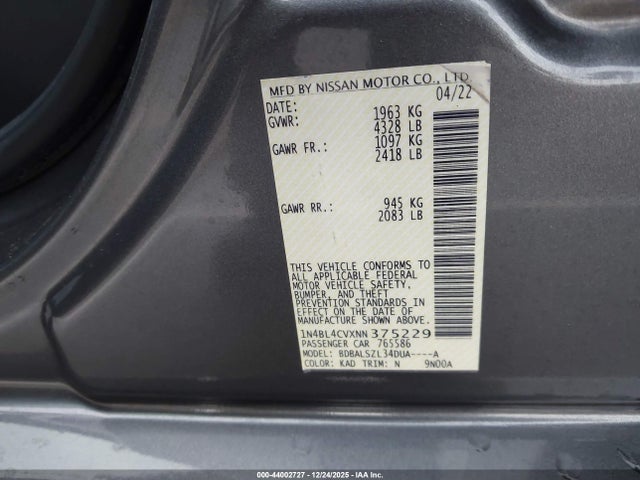 MFD BY NISSAN MOTOR CO., LTD.
DATE: 04/22
GVWR: 1963 KG
4328 LB
GAWR FR.: 1097 KG
2418 LB
GAWR RR.: 945 KG
2083 LB
THIS VEHICLE CONFORMS TO
ALL APPLICABLE FEDERAL
MOTOR VEHICLE SAFETY,
BUMPER, AND THEFT
PREVENTION STANDARDS IN
EFFECT ON THE DATE OF
MANUFACTURE SHOWN ABOVE.
1N4BL4CVXNN375229
PASSENGER CAR 765586
MODEL: BDBALSZL34DUA----A
COLOR: KAD TRIM: N 9N00A
000-44002727 - 12/24/2025 - IAA Inc.